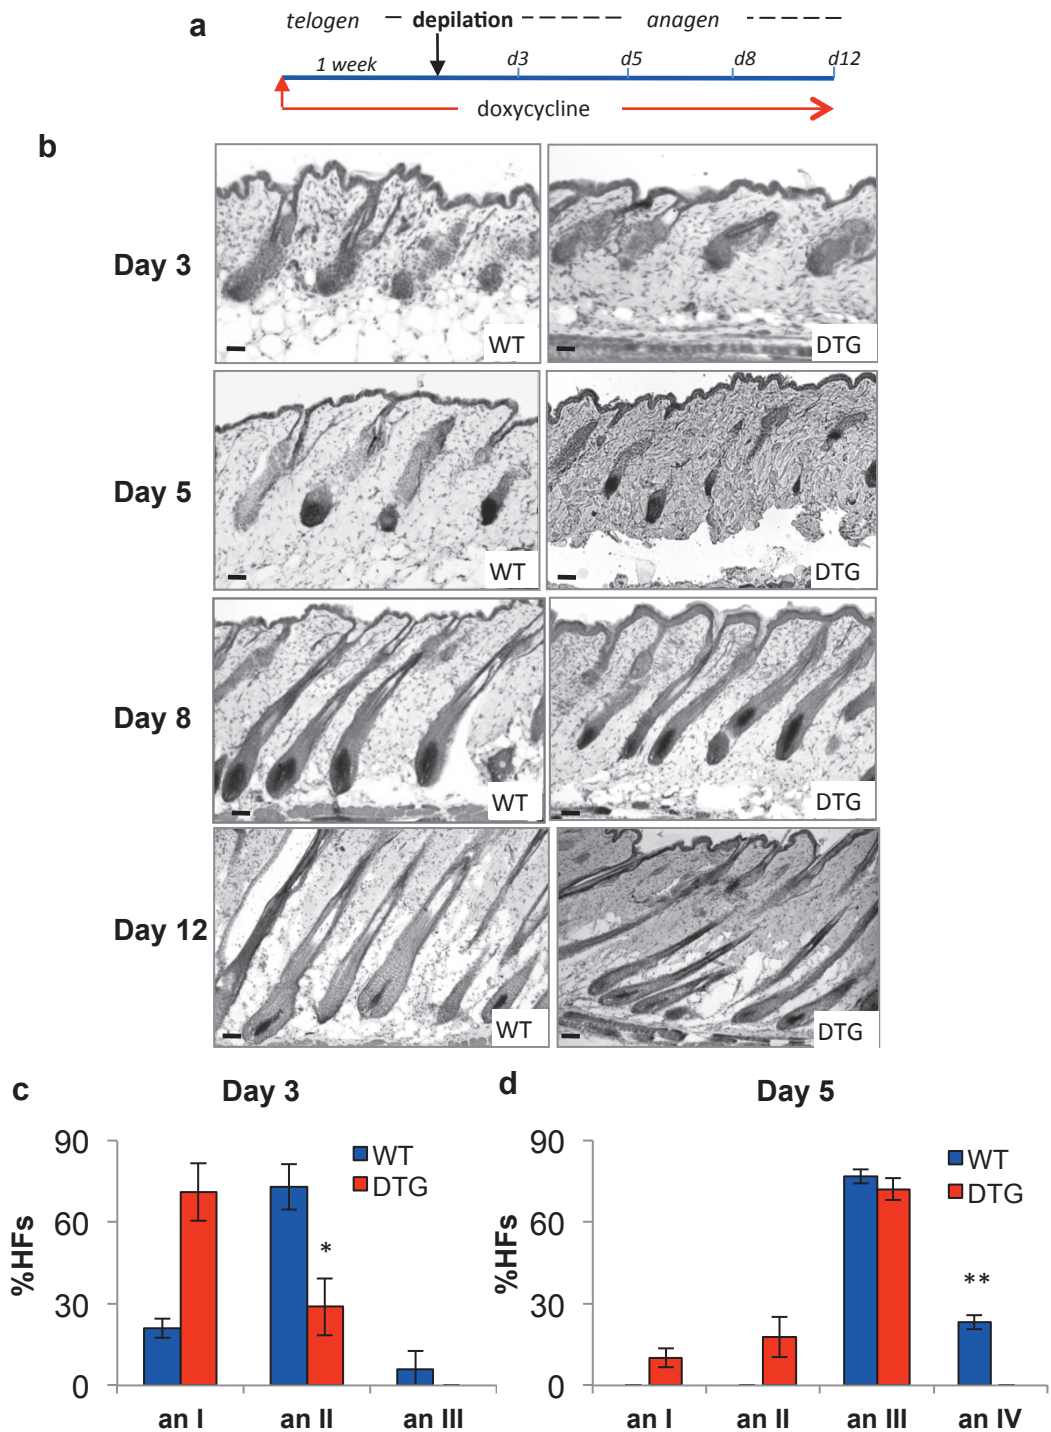 a
telogen depilation anagen
1 week d3 d5 d8 d12
doxycycline
b
Day 3
WT DTG
Day 5
WT DTG
Day 8
WT DTG
Day 12
WT DTG
c Day 3
90
60
30
0
%HFs
WT
DTG
*
an I an II an III
d Day 5
90
60
30
0
%HFs
WT
DTG
**
an I an II an III an IV